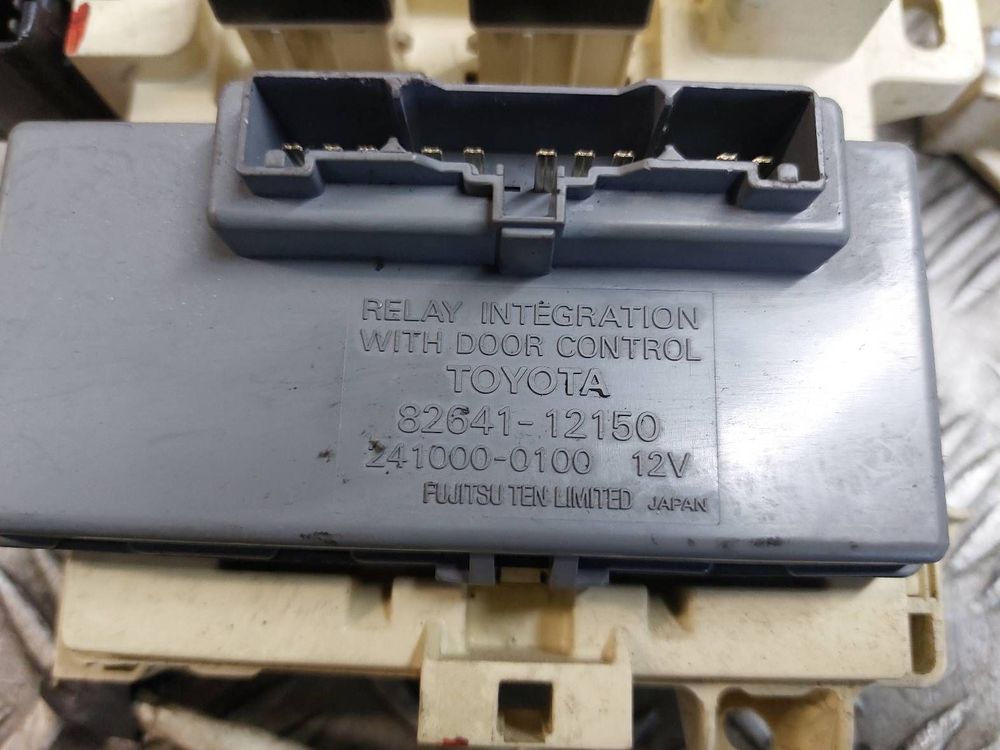 RELAY INTEGRATION
WITH DOOR CONTROL
TOYOTA
82641-12150
241000-0100 12V
FUJITSU TEN LIMITED JAPAN